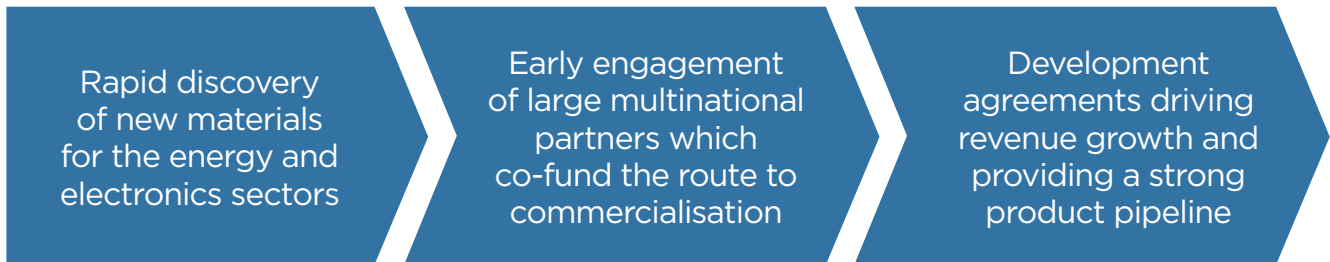 Rapid discovery
of new materials
for the energy and
electronics sectors
Early engagement
of large multinational
partners which
co-fund the route to
commercialisation
Development
agreements driving
revenue growth and
providing a strong
product pipeline